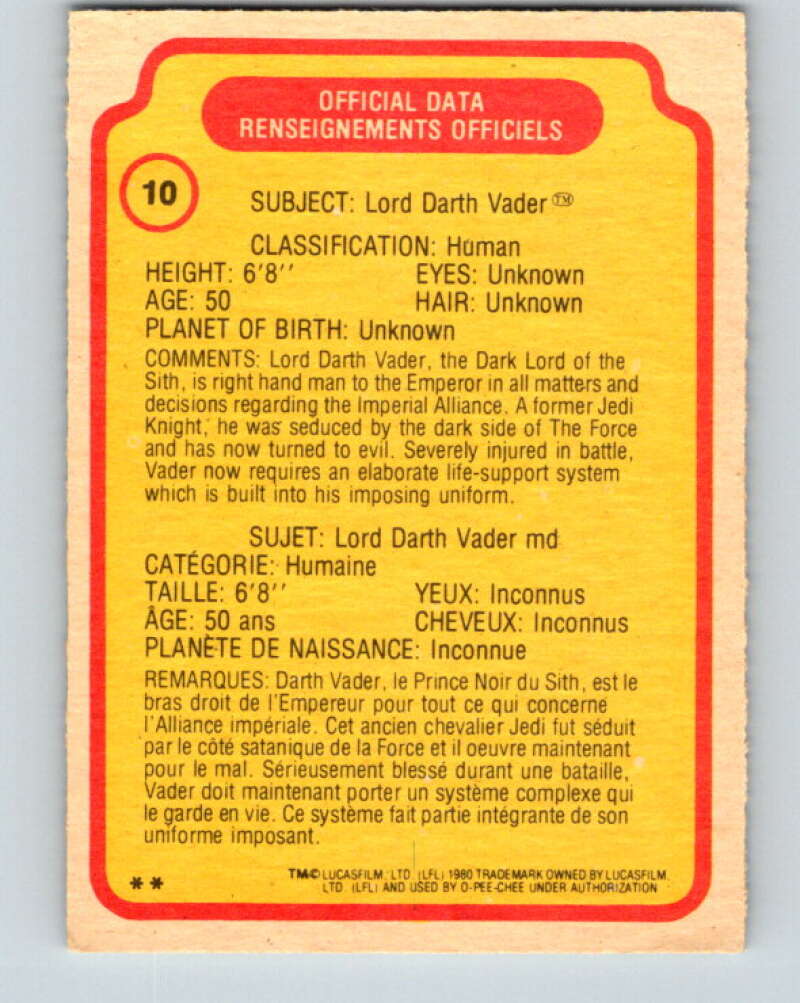 OFFICIAL DATA
RENSEIGNEMENTS OFFICIELS
10
SUBJECT: Lord Darth Vader™
CLASSIFICATION: Human
HEIGHT: 6'8'' EYES: Unknown
AGE: 50 HAIR: Unknown
PLANET OF BIRTH: Unknown
COMMENTS: Lord Darth Vader, the Dark Lord of the
Sith, is right hand man to the Emperor in all matters and
decisions regarding the Imperial Alliance. A former Jedi
Knight, he was seduced by the dark side of The Force
and has now turned to evil. Severely injured in battle,
Vader now requires an elaborate life-support system
which is built into his imposing uniform.
SUJET: Lord Darth Vader md
CATÉGORIE: Humaine
TAILLE: 6'8'' YEUX: Inconnus
ÂGE: 50 ans CHEVEUX: Inconnus
PLANÈTE DE NAISSANCE: Inconnue
REMARQUES: Darth Vader, le Prince Noir du Sith, est le
bras droit de l'Empereur pour tout ce qui concerne
l'Alliance impériale. Cet ancien chevalier Jedi fut séduit
par le côté satanique de la Force et il oeuvre maintenant
pour le mal. Sérieusement blessé durant une bataille,
Vader doit maintenant porter un système complexe qui
le garde en vie. Ce système fait partie intégrante de son
uniforme imposant.
** TM© LUCASFILM, LTD. (LFL) 1980 TRADEMARK OWNED BY LUCASFILM,
LTD. (LFL) AND USED BY O-PEE-CHEE UNDER AUTHORIZATION